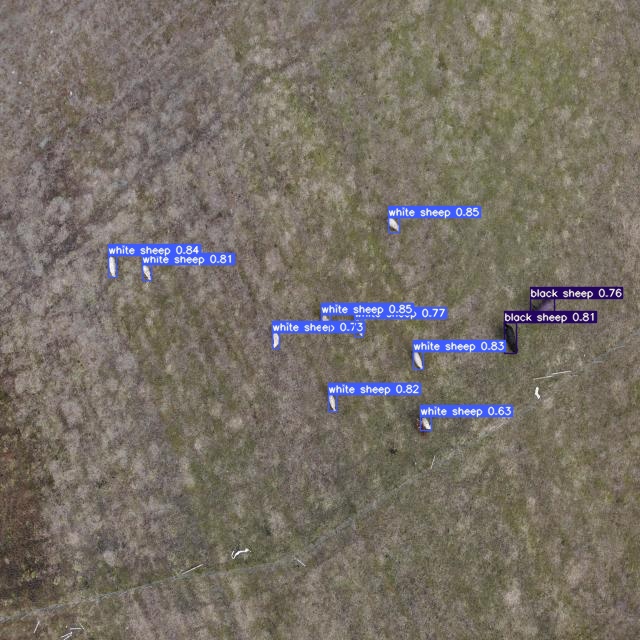 white sheep 0.85
white sheep 0.84
white sheep 0.81
black sheep 0.76
white sheep 0.85
0.77
black sheep 0.81
white sheep 0.73
white sheep 0.83
white sheep 0.82
white sheep 0.63